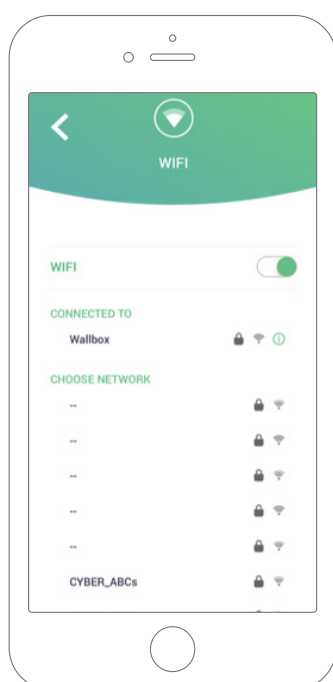 WIFI
WIFI
CONNECTED TO
Wallbox
CHOOSE NETWORK
--
--
--
--
--
CYBER_ABCs